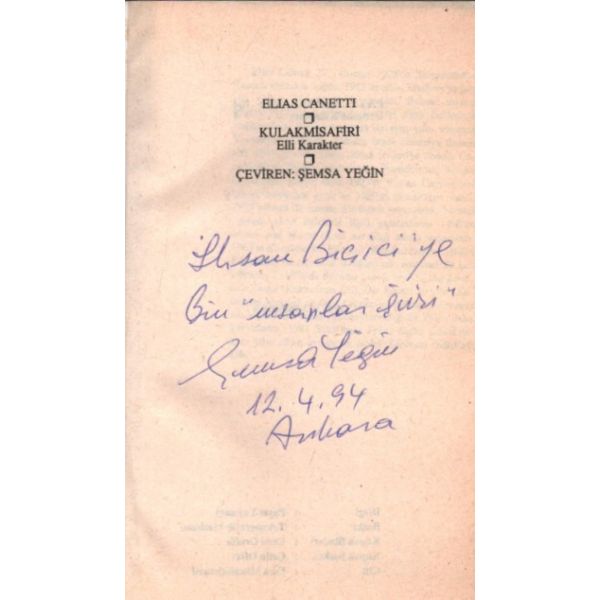 ELIAS CANETTI
KULAKMİSAFİRİ
Elli Karakter
ÇEVİREN: ŞEMSA YEĞİN
İhsan Biçici'ye
Bir "insanlar şiiri"
Şemsa Yeğin
12.4.94
Ankara